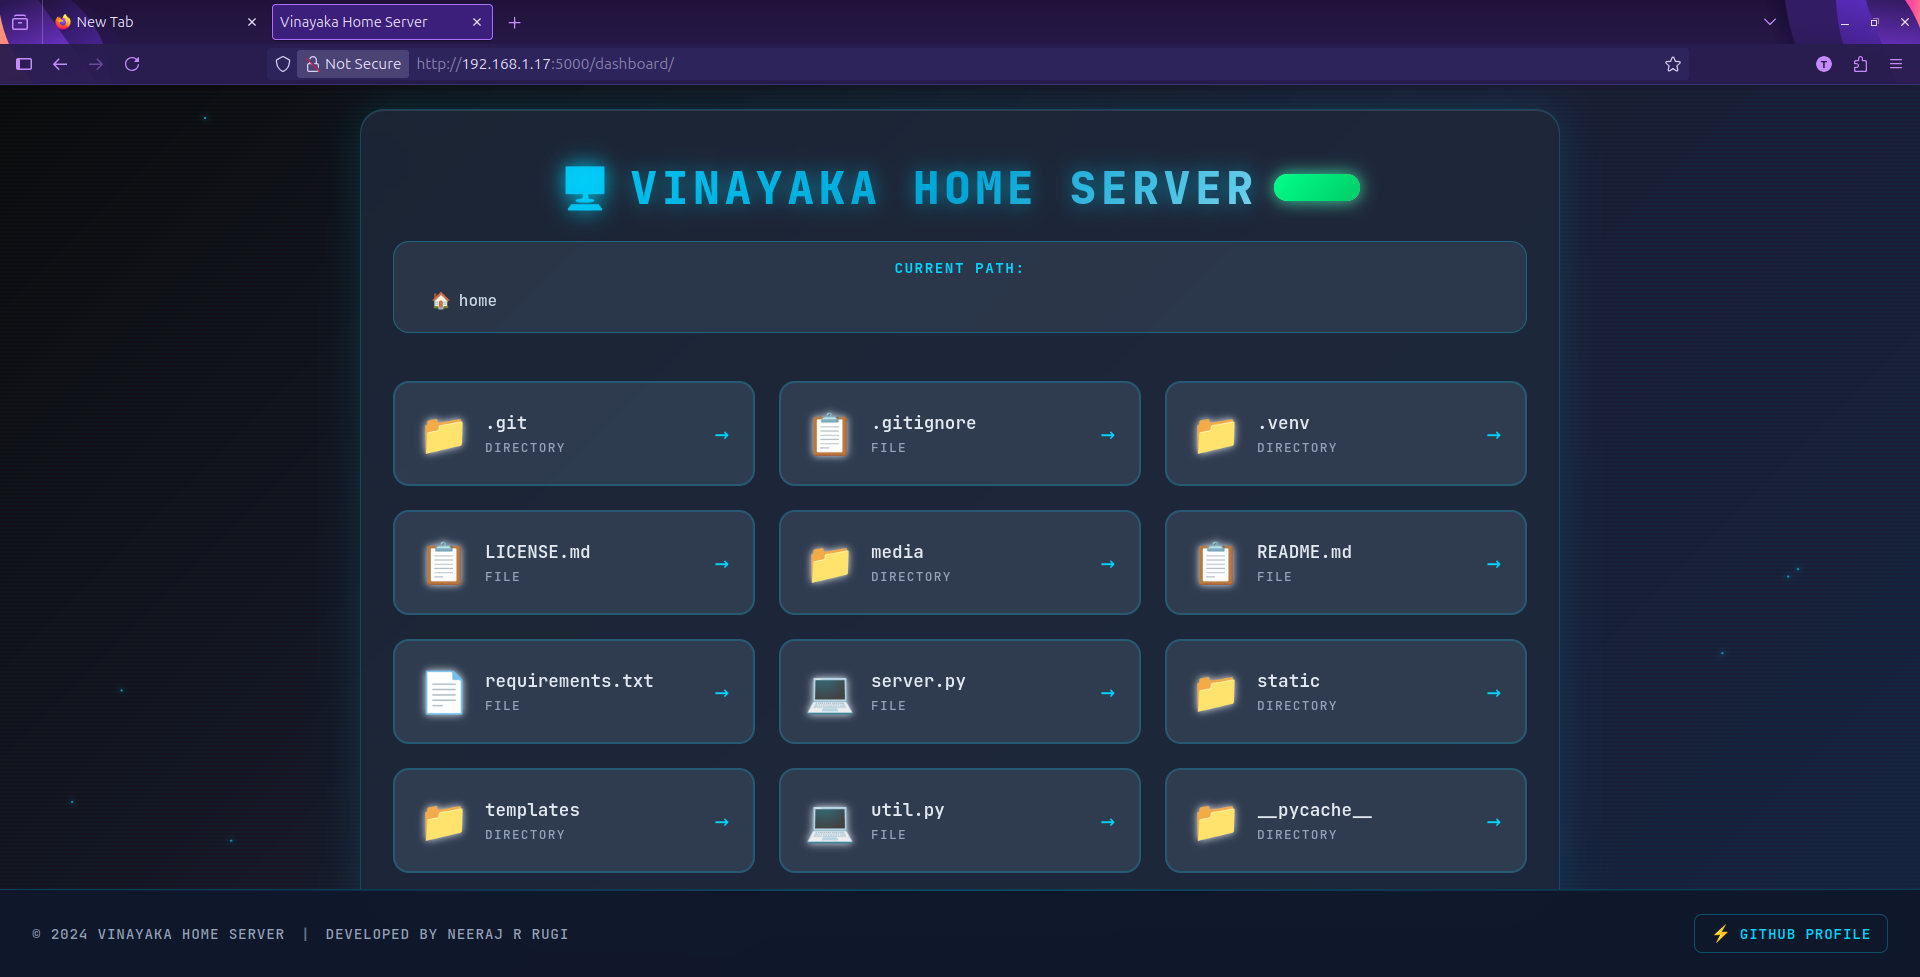 New Tab
Vinayaka Home Server
Not Secure
http://192.168.1.17:5000/dashboard/
T
VINAYAKA HOME SERVER
CURRENT PATH:
home
.git
DIRECTORY
.gitignore
FILE
.venv
DIRECTORY
LICENSE.md
FILE
media
DIRECTORY
README.md
FILE
requirements.txt
FILE
server.py
FILE
static
DIRECTORY
templates
DIRECTORY
util.py
FILE
__pycache__
DIRECTORY
© 2024 VINAYAKA HOME SERVER | DEVELOPED BY NEERAJ R RUGI
GITHUB PROFILE